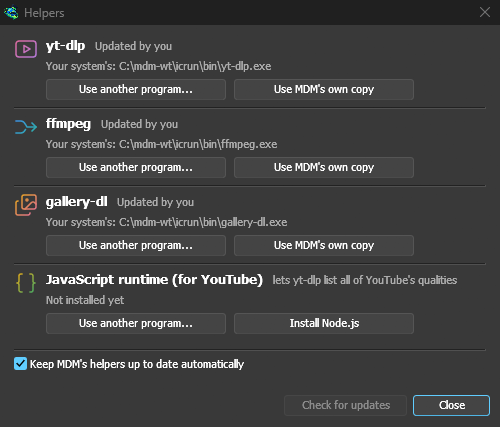 Helpers
yt-dlp Updated by you
Your system's: C:\mdm-wt\icrun\bin\yt-dlp.exe
Use another program... Use MDM's own copy
ffmpeg Updated by you
Your system's: C:\mdm-wt\icrun\bin\ffmpeg.exe
Use another program... Use MDM's own copy
gallery-dl Updated by you
Your system's: C:\mdm-wt\icrun\bin\gallery-dl.exe
Use another program... Use MDM's own copy
JavaScript runtime (for YouTube) lets yt-dlp list all of YouTube's qualities
Not installed yet
Use another program... Install Node.js
Keep MDM's helpers up to date automatically
Check for updates Close